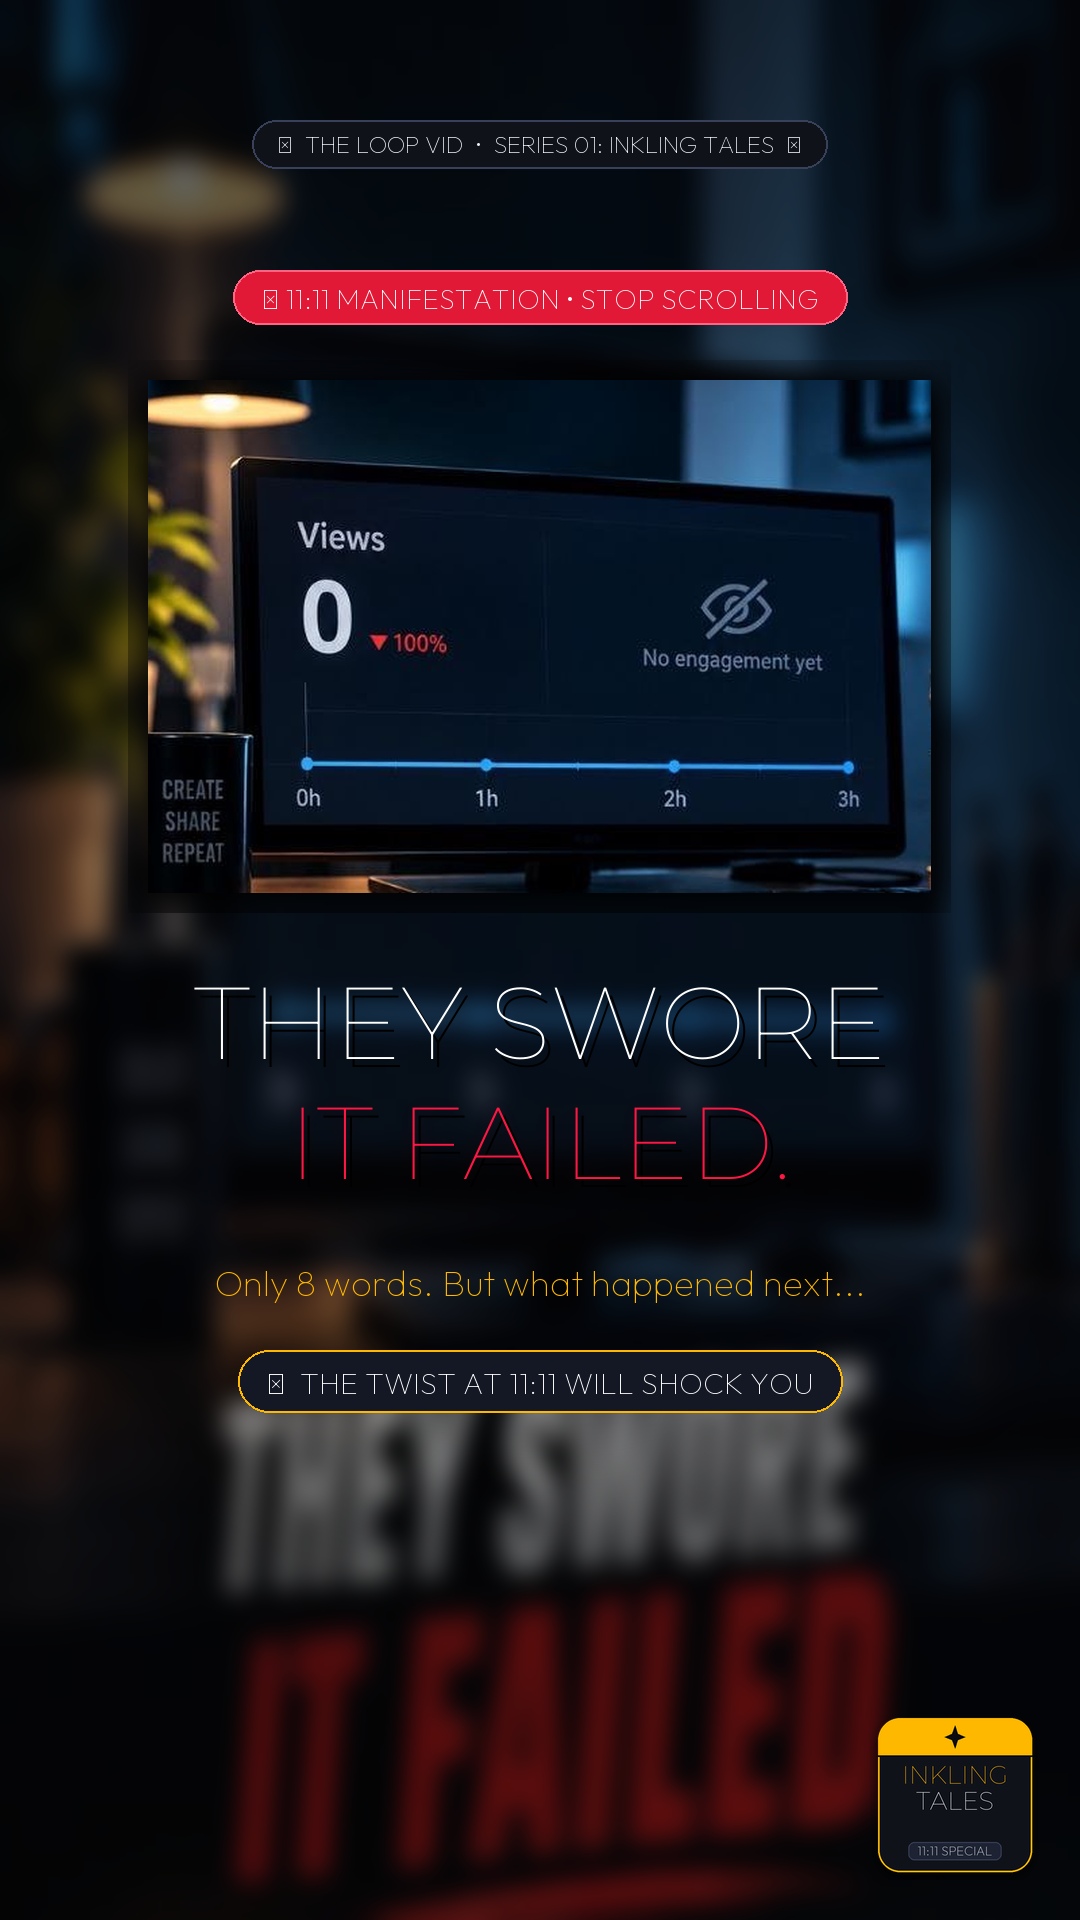 THE LOOP VID • SERIES 01: INKLING TALES
11:11 MANIFESTATION • STOP SCROLLING
Views
0 ▼ 100%
No engagement yet
0h 1h 2h 3h
CREATE
SHARE
REPEAT
THEY SWORE
IT FAILED.
Only 8 words. But what happened next...
THE TWIST AT 11:11 WILL SHOCK YOU
THEY SWORE
IT FAILED
INKLING
TALES
11:11 SPECIAL